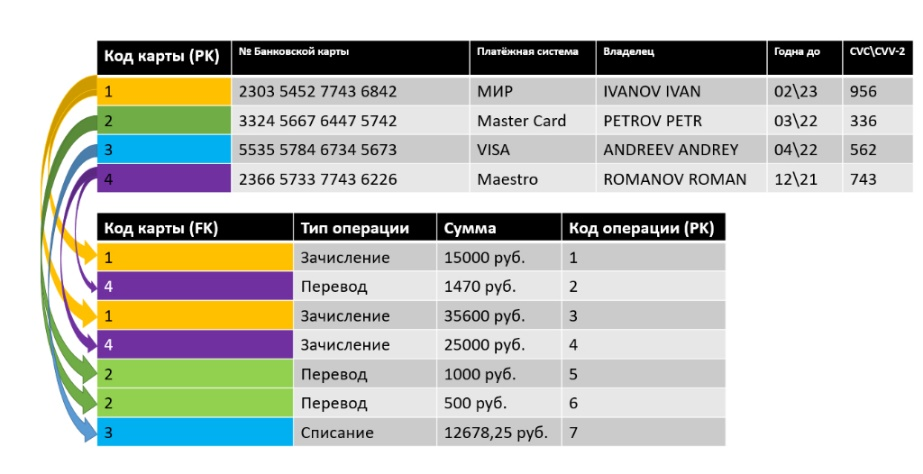 Код карты (PK) № Банковской карты Платёжная система Владелец Годна до CVC\CVV-2
1 2303 5452 7743 6842 МИР IVANOV IVAN 02\23 956
2 3324 5667 6447 5742 Master Card PETROV PETR 03\22 336
3 5535 5784 6734 5673 VISA ANDREEV ANDREY 04\22 562
4 2366 5733 7743 6226 Maestro ROMANOV ROMAN 12\21 743
Код карты (FK) Тип операции Сумма Код операции (PK)
1 Зачисление 15000 руб. 1
4 Перевод 1470 руб. 2
1 Зачисление 35600 руб. 3
4 Зачисление 25000 руб. 4
2 Перевод 1000 руб. 5
2 Перевод 500 руб. 6
3 Списание 12678,25 руб. 7